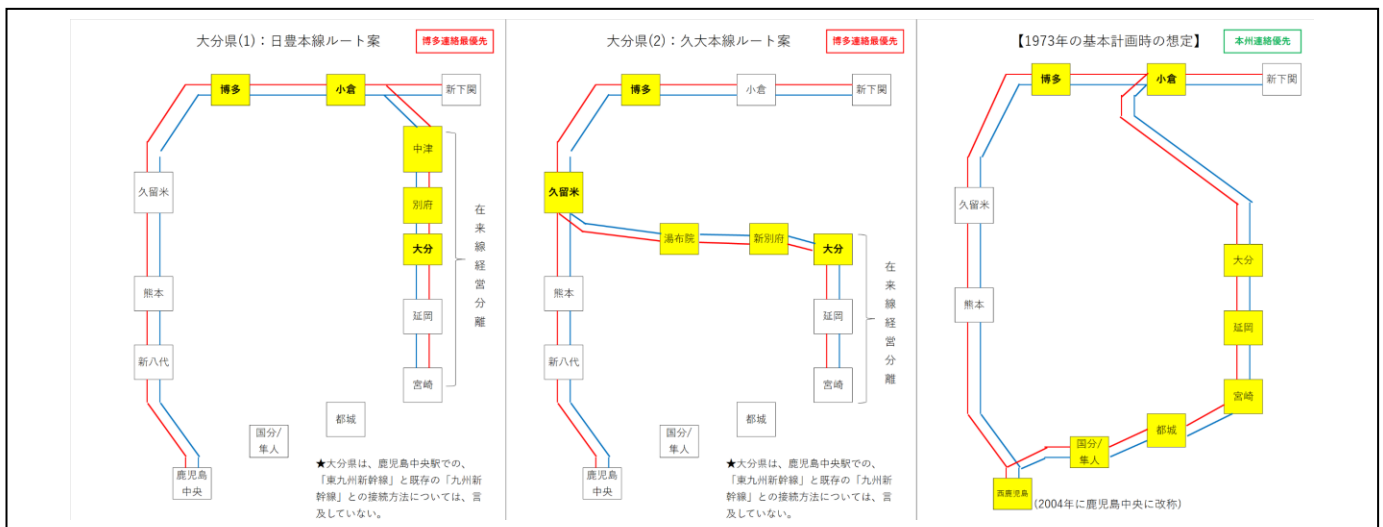 大分県(1)：日豊本線ルート案
博多連絡最優先
博多
小倉
新下関
中津
久留米
別府
大分
熊本
延岡
新八代
宮崎
在来線経営分離
都城
国分/
隼人
鹿児島
中央
★大分県は、鹿児島中央駅での、
「東九州新幹線」と既存の「九州新
幹線」との接続方法については、言
及していない。
大分県(2)：久大本線ルート案
博多連絡最優先
博多
小倉
新下関
久留米
湯布院
新別府
大分
熊本
延岡
新八代
宮崎
在来線経営分離
都城
国分/
隼人
鹿児島
中央
★大分県は、鹿児島中央駅での、
「東九州新幹線」と既存の「九州新
幹線」との接続方法については、言
及していない。
【1973年の基本計画時の想定】
本州連絡優先
博多
小倉
新下関
久留米
大分
熊本
延岡
宮崎
都城
国分/
隼人
西鹿児島
(2004年に鹿児島中央に改称)